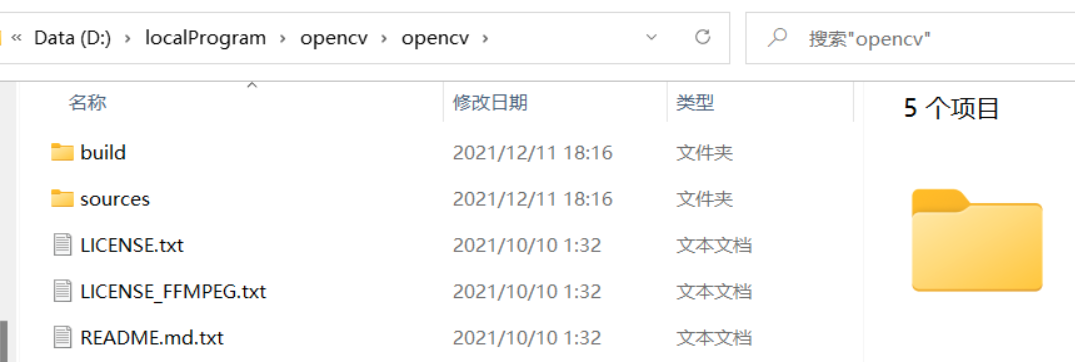 « Data (D:) › localProgram › opencv › opencv › 搜索"opencv"
名称 修改日期 类型 5 个项目
build 2021/12/11 18:16 文件夹
sources 2021/12/11 18:16 文件夹
LICENSE.txt 2021/10/10 1:32 文本文档
LICENSE_FFMPEG.txt 2021/10/10 1:32 文本文档
README.md.txt 2021/10/10 1:32 文本文档